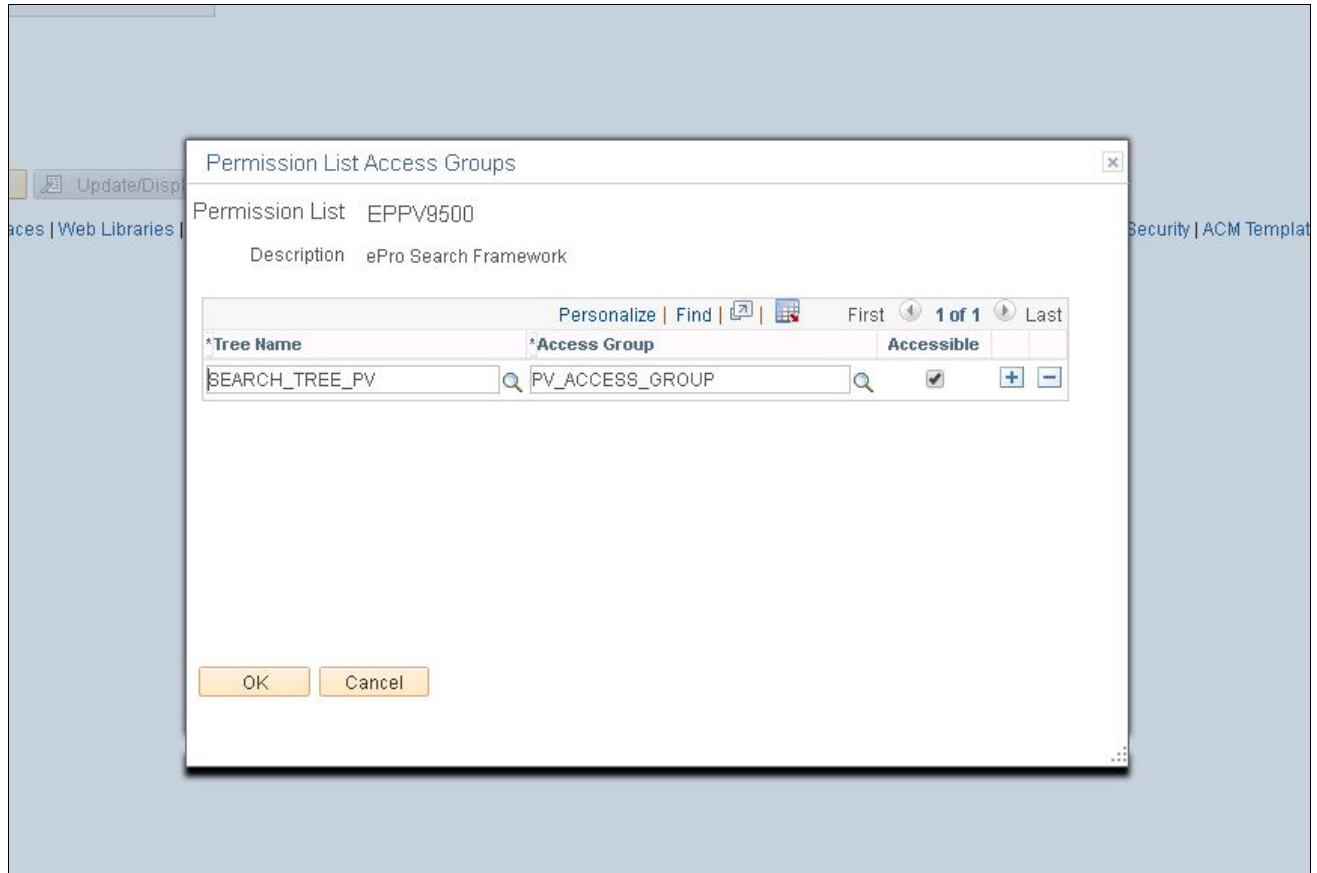 Permission List Access Groups
Update/Disp
Permission List EPPV9500
aces | Web Libraries |
Security | ACM Templat
Description ePro Search Framework
Personalize | Find | | First 1 of 1 Last
*Tree Name *Access Group Accessible
SEARCH_TREE_PV PV_ACCESS_GROUP
OK Cancel